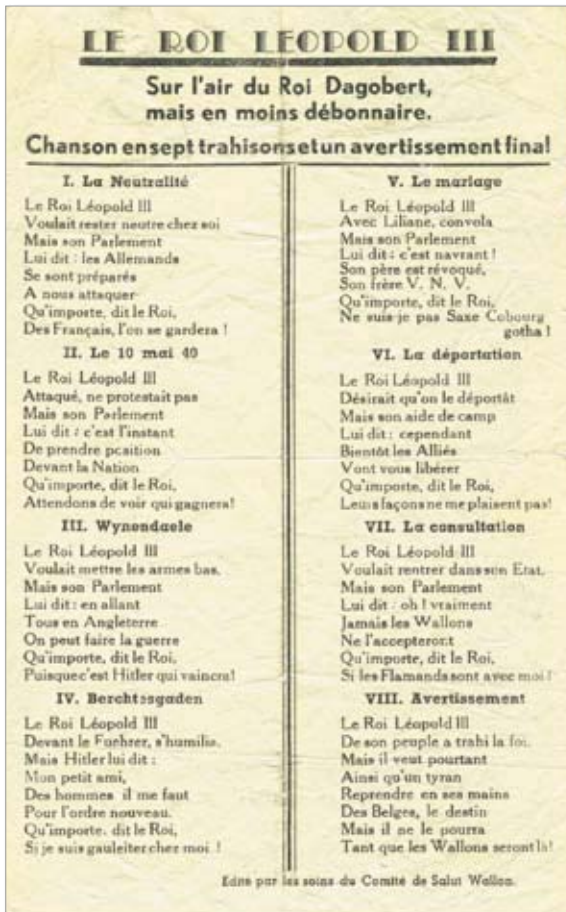 LE ROI LEOPOLD III
Sur l'air du Roi Dagobert,
mais en moins débonnaire.
Chanson en sept trahisons et un avertissement final
I. La Neutralité
Le Roi Léopold III
Voulait rester neutre chez soi
Mais son Parlement
Lui dit : les Allemands
Se sont préparés
A nous attaquer
Qu'importe, dit le Roi,
Des Français, l'on se gardera !
II. Le 10 mai 40
Le Roi Léopold III
Attaqué, ne protestait pas
Mais son Parlement
Lui dit : c'est l'instant
De prendre position
Devant la Nation
Qu'importe, dit le Roi,
Attendons de voir qui gagnera!
III. Wynendaele
Le Roi Léopold III
Voulait mettre les armes bas,
Mais son Parlement
Lui dit : en allant
Tous en Angleterre
On peut faire la guerre
Qu'importe, dit le Roi,
Puisque c'est Hitler qui vaincra!
IV. Berchtesgaden
Le Roi Léopold III
Devant le Fuehrer, s'humilia.
Mais Hitler lui dit :
Mon petit ami,
Des hommes il me faut
Pour l'ordre nouveau.
Qu'importe, dit le Roi,
Si je suis gauleiter chez moi !
V. Le mariage
Le Roi Léopold III
Avec Liliane, convola
Mais son Parlement
Lui dit : c'est navrant !
Son père est révoqué,
Son frère V. N. V.
Qu'importe, dit le Roi,
Ne suis-je pas Saxe Cobourg
gotha !
VI. La déportation
Le Roi Léopold III
Désirait qu'on le déportât
Mais son aide de camp
Lui dit : cependant
Bientôt les Alliés
Vont vous libérer
Qu'importe, dit le Roi,
Leurs façons ne me plaisent pas!
VII. La consultation
Le Roi Léopold III
Voulait rentrer dans son Etat.
Mais son Parlement
Lui dit : oh ! vraiment
Jamais les Wallons
Ne l'accepteront
Qu'importe, dit le Roi,
Si les Flamands sont avec moi !
VIII. Avertissement
Le Roi Léopold III
De son peuple a trahi la foi.
Mais il veut pourtant
Ainsi qu'un tyran
Reprendre en ses mains
Des Belges, le destin
Mais il ne le pourra
Tant que les Wallons seront là!
Edité par les soins du Comité de Salut Wallon.